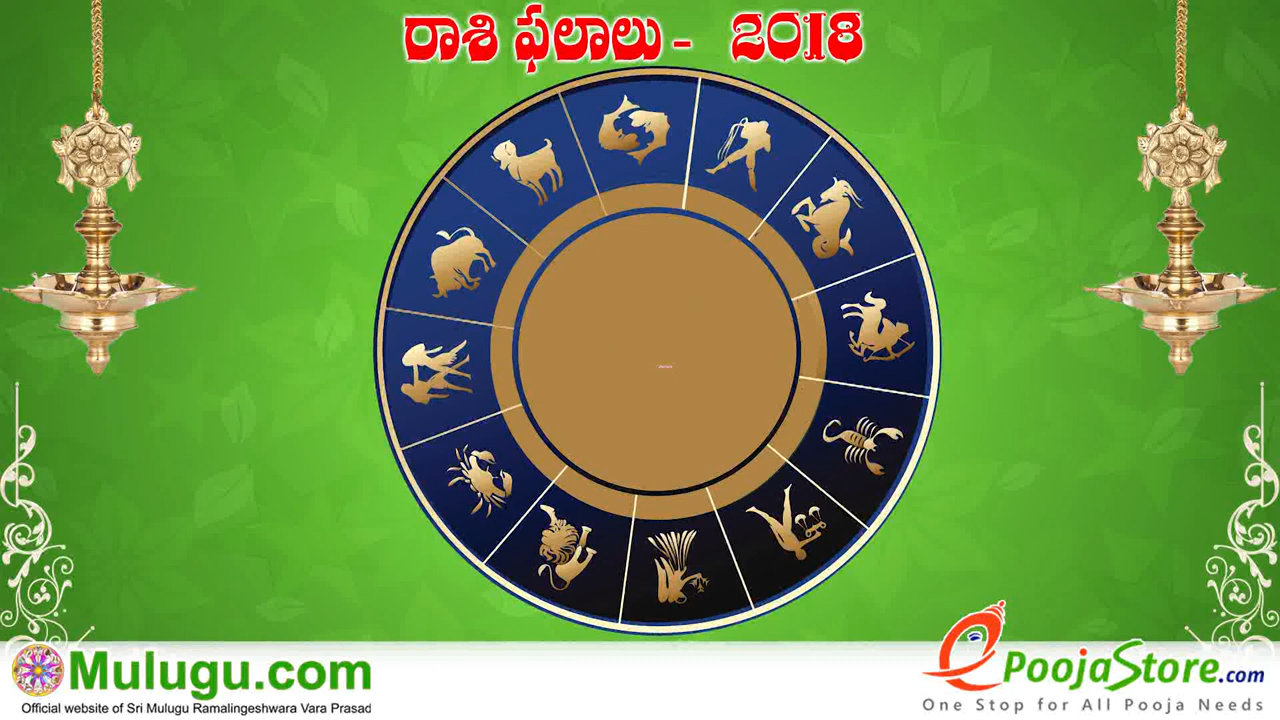 రాశి ఫలాలు - 2018
Mulugu.com
Official website of Sri Mulugu Ramalingeshwara Vara Prasad
ePoojaStore.com
One Stop for All Pooja Needs